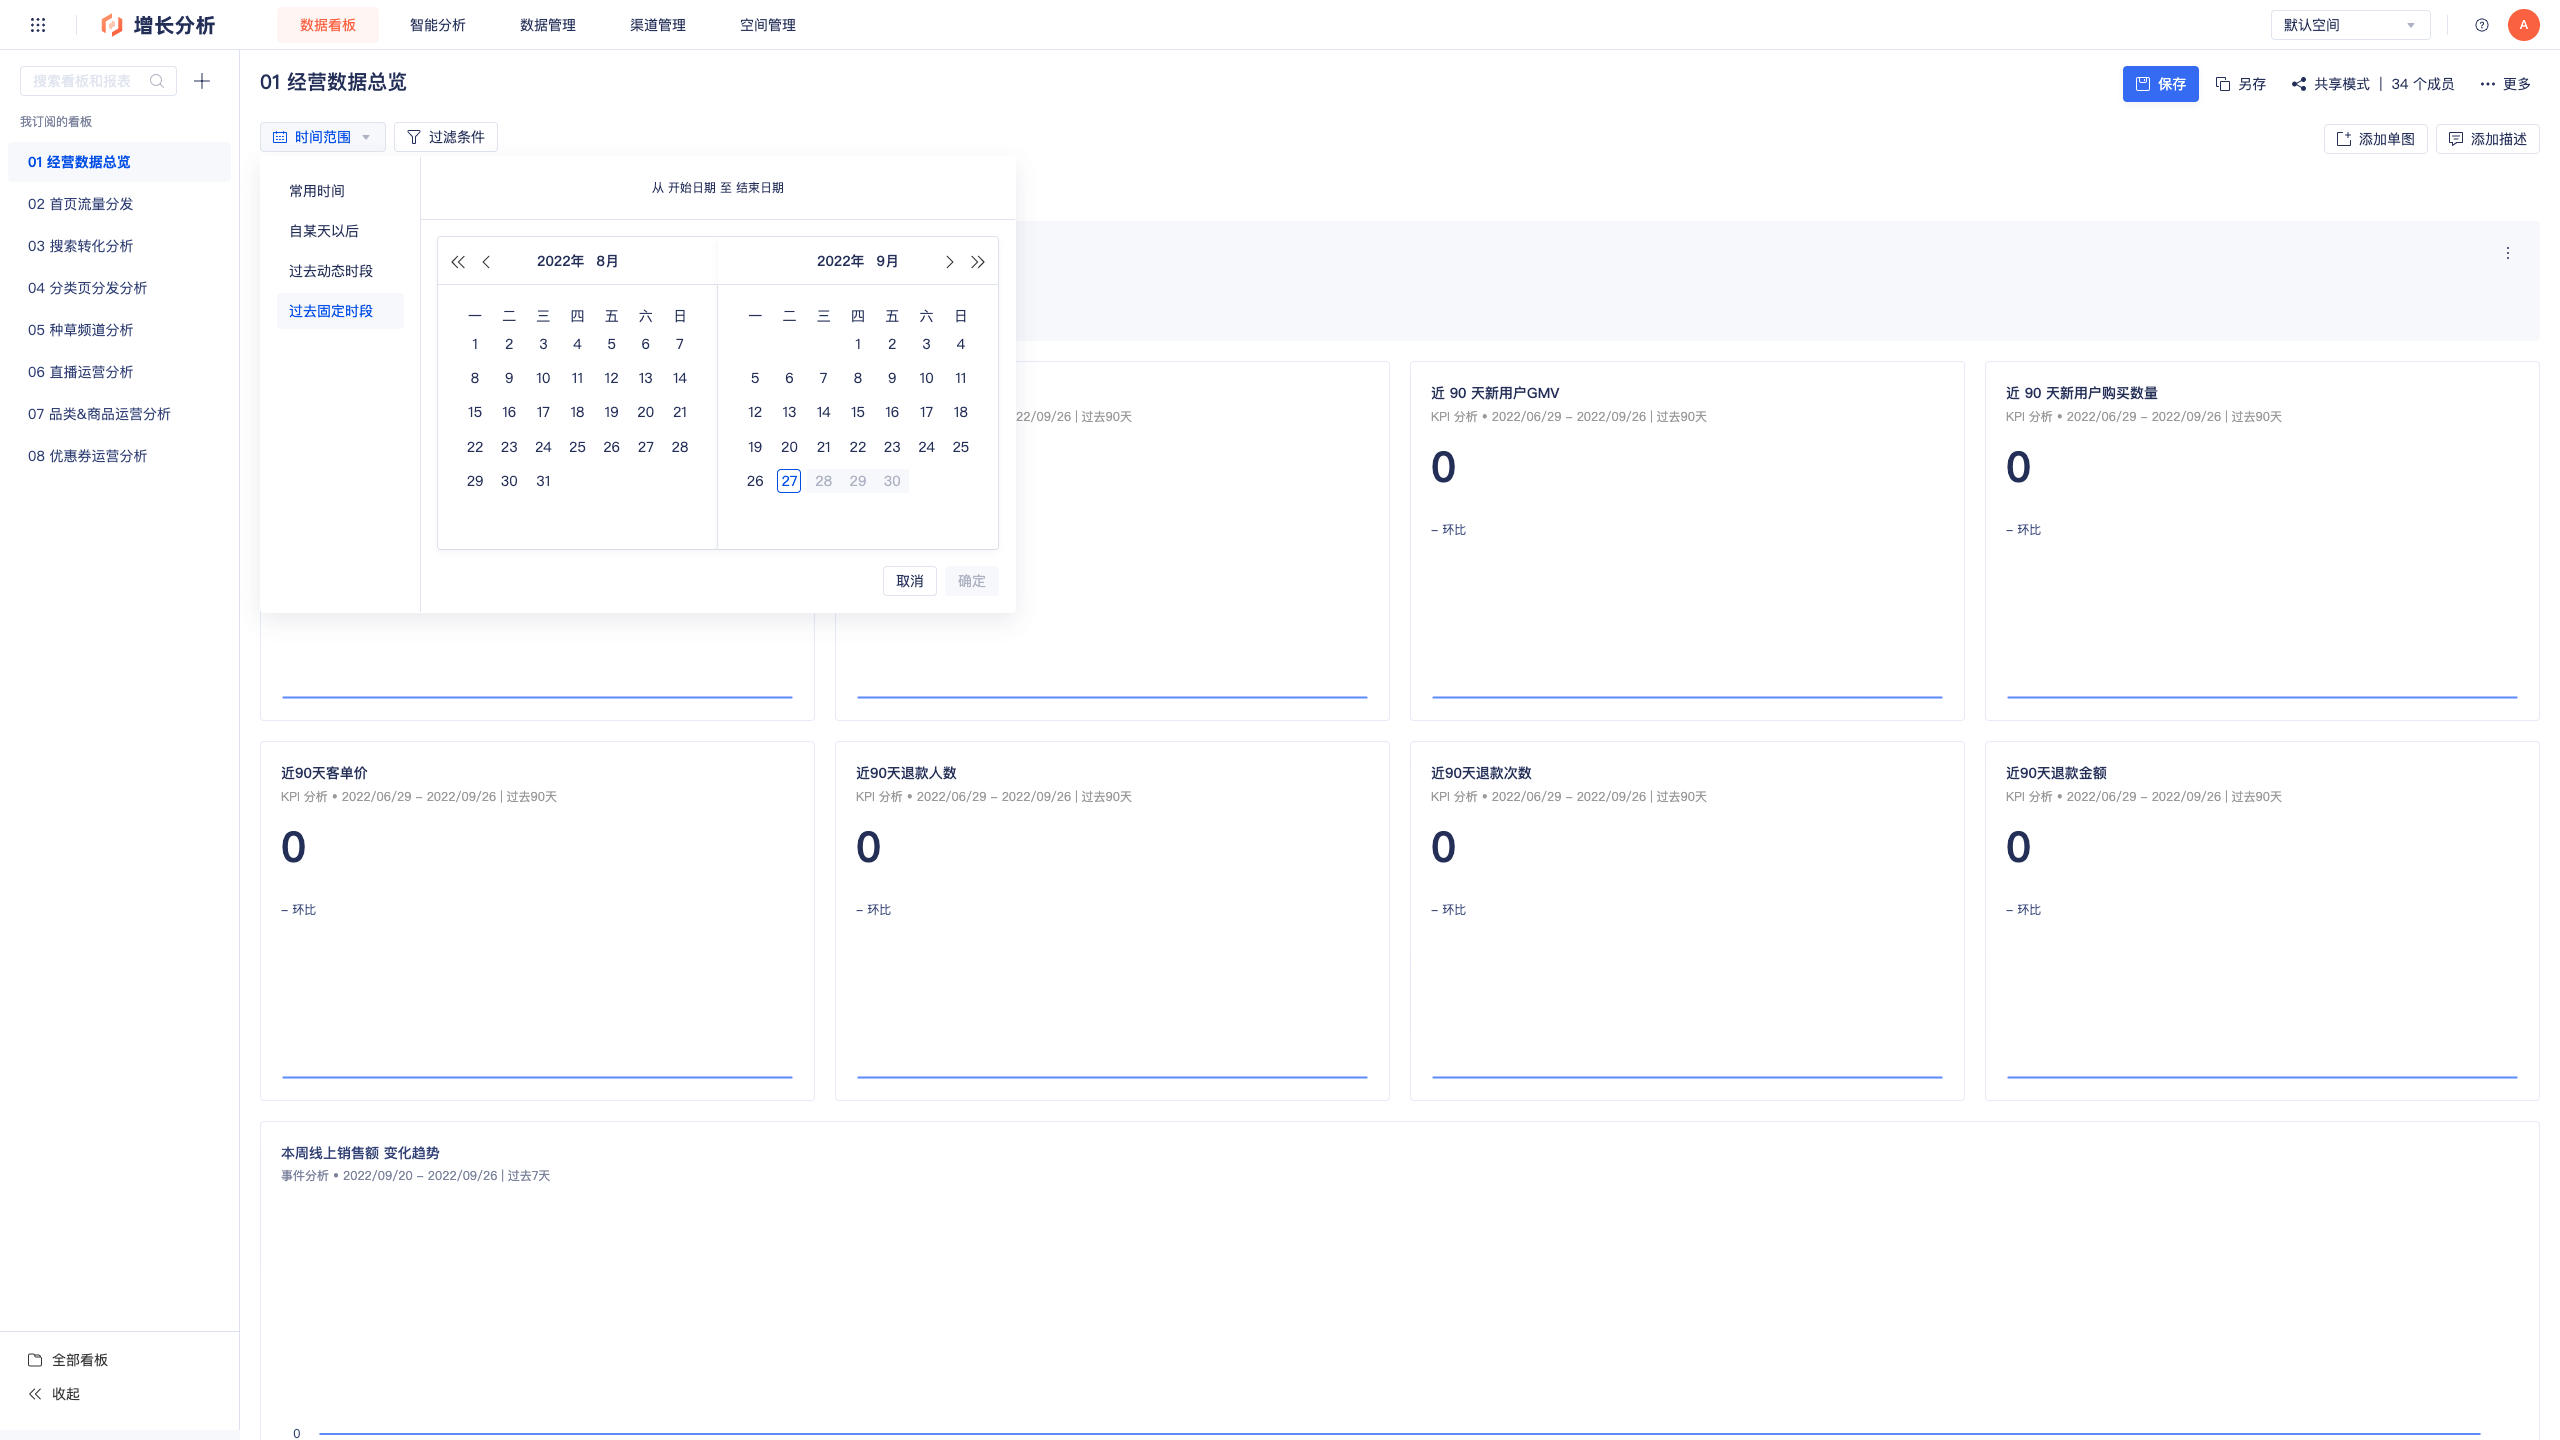 增长分析
数据看板
智能分析
数据管理
渠道管理
空间管理
默认空间
A
搜索看板和报表
我订阅的看板
01 经营数据总览
02 首页流量分发
03 搜索转化分析
04 分类页分发分析
05 种草频道分析
06 直播运营分析
07 品类&商品运营分析
08 优惠券运营分析
全部看板
收起
01 经营数据总览
保存
另存
共享模式 | 34 个成员
更多
时间范围
过滤条件
添加单图
添加描述
常用时间
自某天以后
过去动态时段
过去固定时段
从 开始日期 至 结束日期
2022年 8月
一 二 三 四 五 六 日
1 2 3 4 5 6 7
8 9 10 11 12 13 14
15 16 17 18 19 20 21
22 23 24 25 26 27 28
29 30 31
2022年 9月
一 二 三 四 五 六 日
1 2 3 4
5 6 7 8 9 10 11
12 13 14 15 16 17 18
19 20 21 22 23 24 25
26 27 28 29 30
取消
确定
22/09/26 | 过去90天
近 90 天新用户GMV
KPI 分析 • 2022/06/29 – 2022/09/26 | 过去90天
0
– 环比
近 90 天新用户购买数量
KPI 分析 • 2022/06/29 – 2022/09/26 | 过去90天
0
– 环比
近90天客单价
KPI 分析 • 2022/06/29 – 2022/09/26 | 过去90天
0
– 环比
近90天退款人数
KPI 分析 • 2022/06/29 – 2022/09/26 | 过去90天
0
– 环比
近90天退款次数
KPI 分析 • 2022/06/29 – 2022/09/26 | 过去90天
0
– 环比
近90天退款金额
KPI 分析 • 2022/06/29 – 2022/09/26 | 过去90天
0
– 环比
本周线上销售额 变化趋势
事件分析 • 2022/09/20 – 2022/09/26 | 过去7天
0